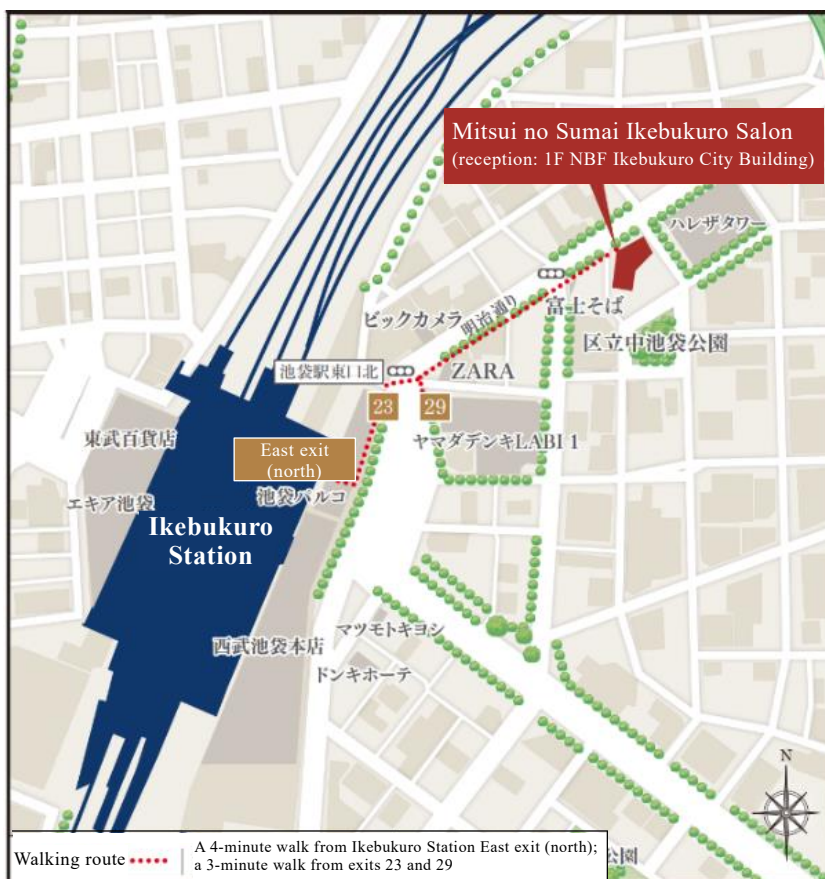 Mitsui no Sumai Ikebukuro Salon
(reception: 1F NBF Ikebukuro City Building)
ハレザタワー
明治通り
富士そば
ビックカメラ
区立中池袋公園
池袋駅東口北
ZARA
23
29
東武百貨店
East exit
(north)
ヤマダデンキLABI 1
エキア池袋
池袋パルコ
Ikebukuro
Station
マツモトキヨシ
西武池袋本店
ドンキホーテ
N
Walking route
A 4-minute walk from Ikebukuro Station East exit (north);
a 3-minute walk from exits 23 and 29
公園